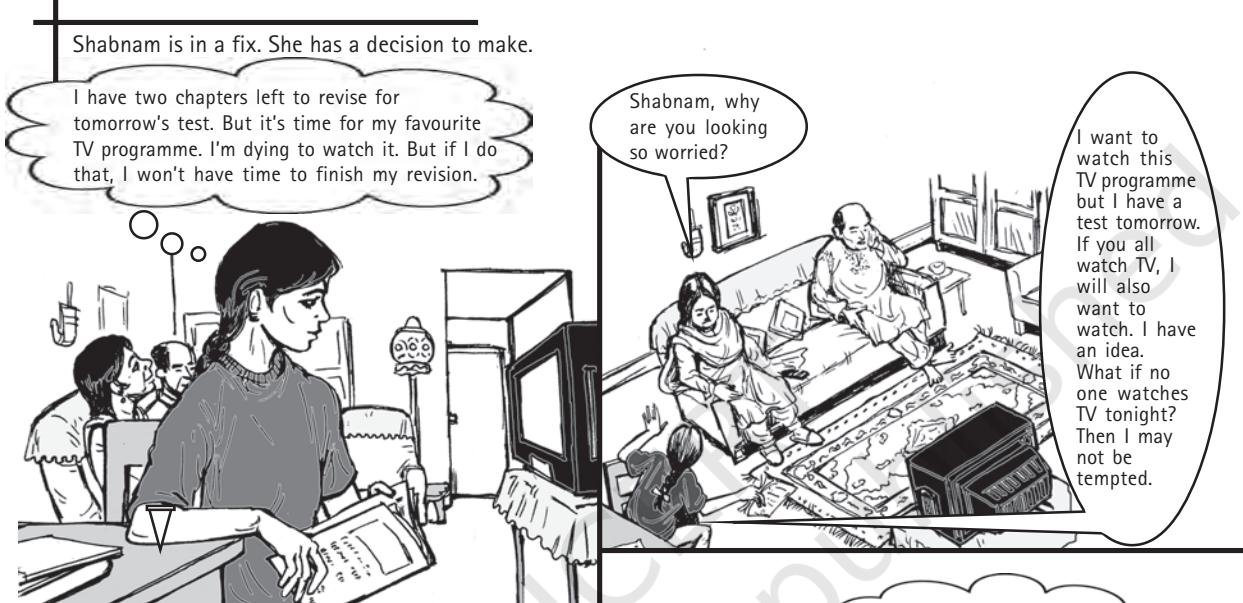 Shabnam is in a fix. She has a decision to make.
I have two chapters left to revise for
tomorrow's test. But it's time for my favourite
TV programme. I'm dying to watch it. But if I do
that, I won't have time to finish my revision.
Shabnam, why
are you looking
so worried?
I want to
watch this
TV programme
but I have a
test tomorrow.
If you all
watch TV, I
will also
want to
watch. I have
an idea.
What if no
one watches
TV tonight?
Then I may
not be
tempted.